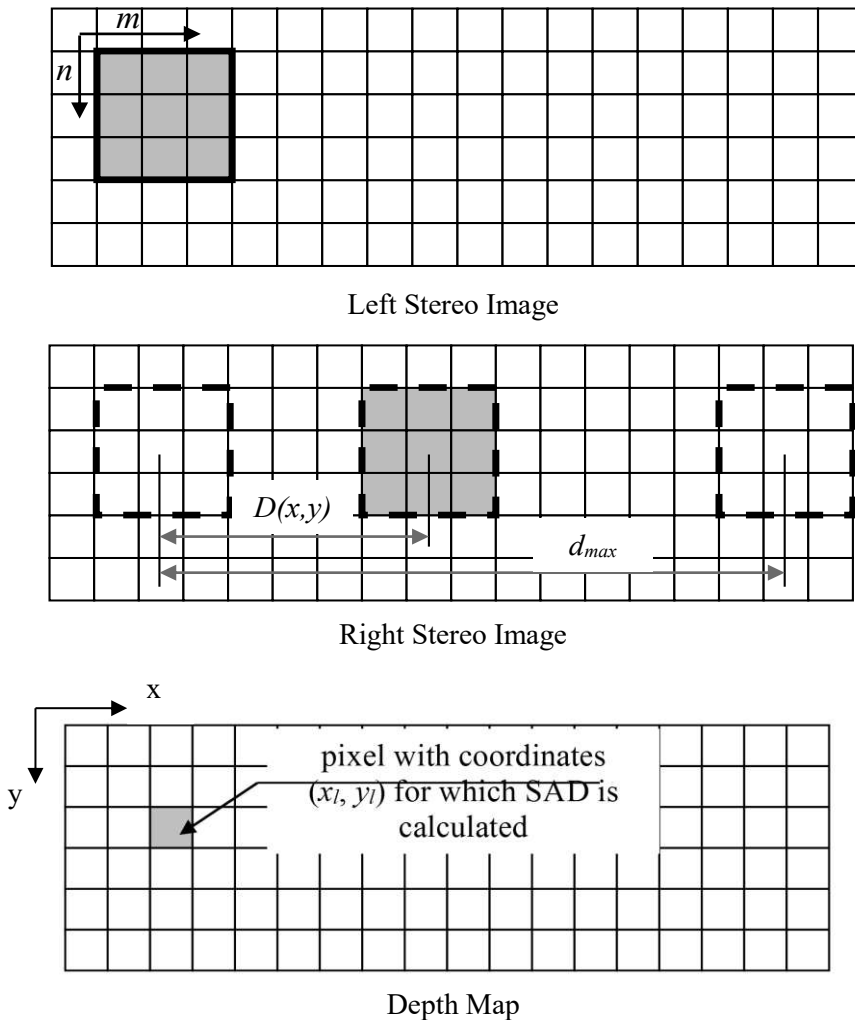 m
n
Left Stereo Image
D(x,y)
dmax
Right Stereo Image
x
y
pixel with coordinates
(xl, yl) for which SAD is
calculated
Depth Map